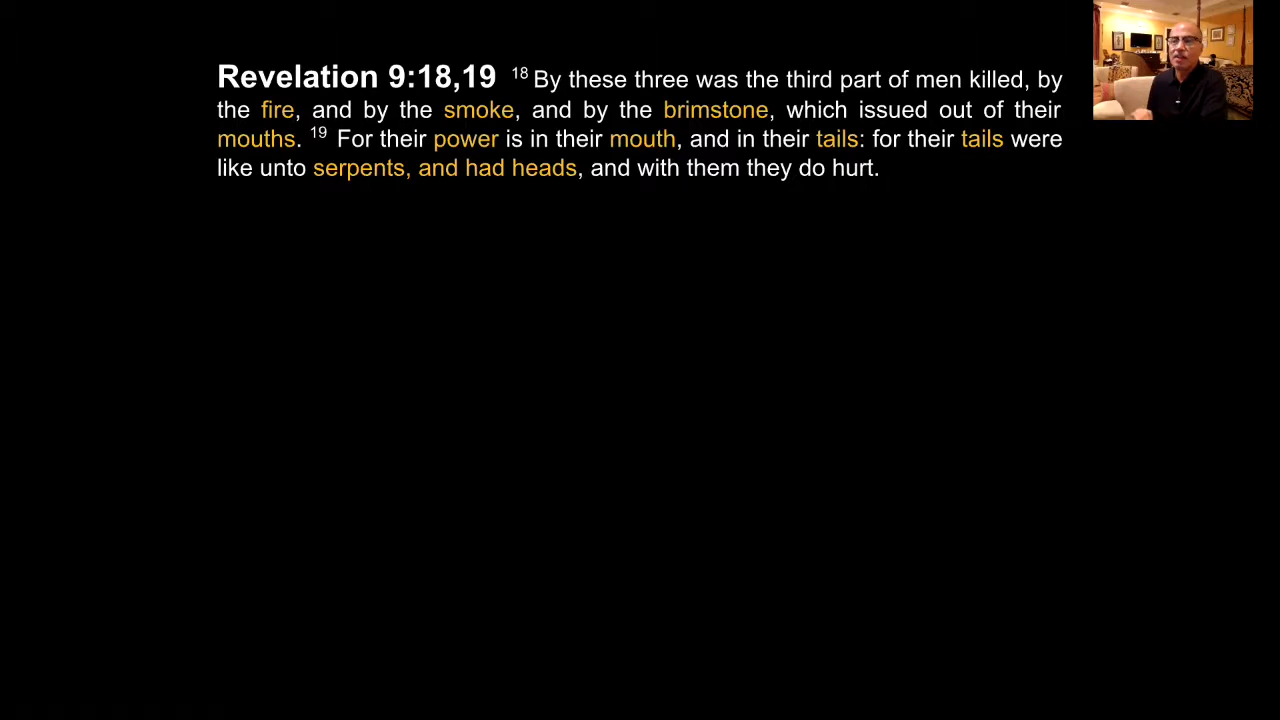 Revelation 9:18,19 18 By these three was the third part of men killed, by
the fire, and by the smoke, and by the brimstone, which issued out of their
mouths. 19 For their power is in their mouth, and in their tails: for their tails were
like unto serpents, and had heads, and with them they do hurt.